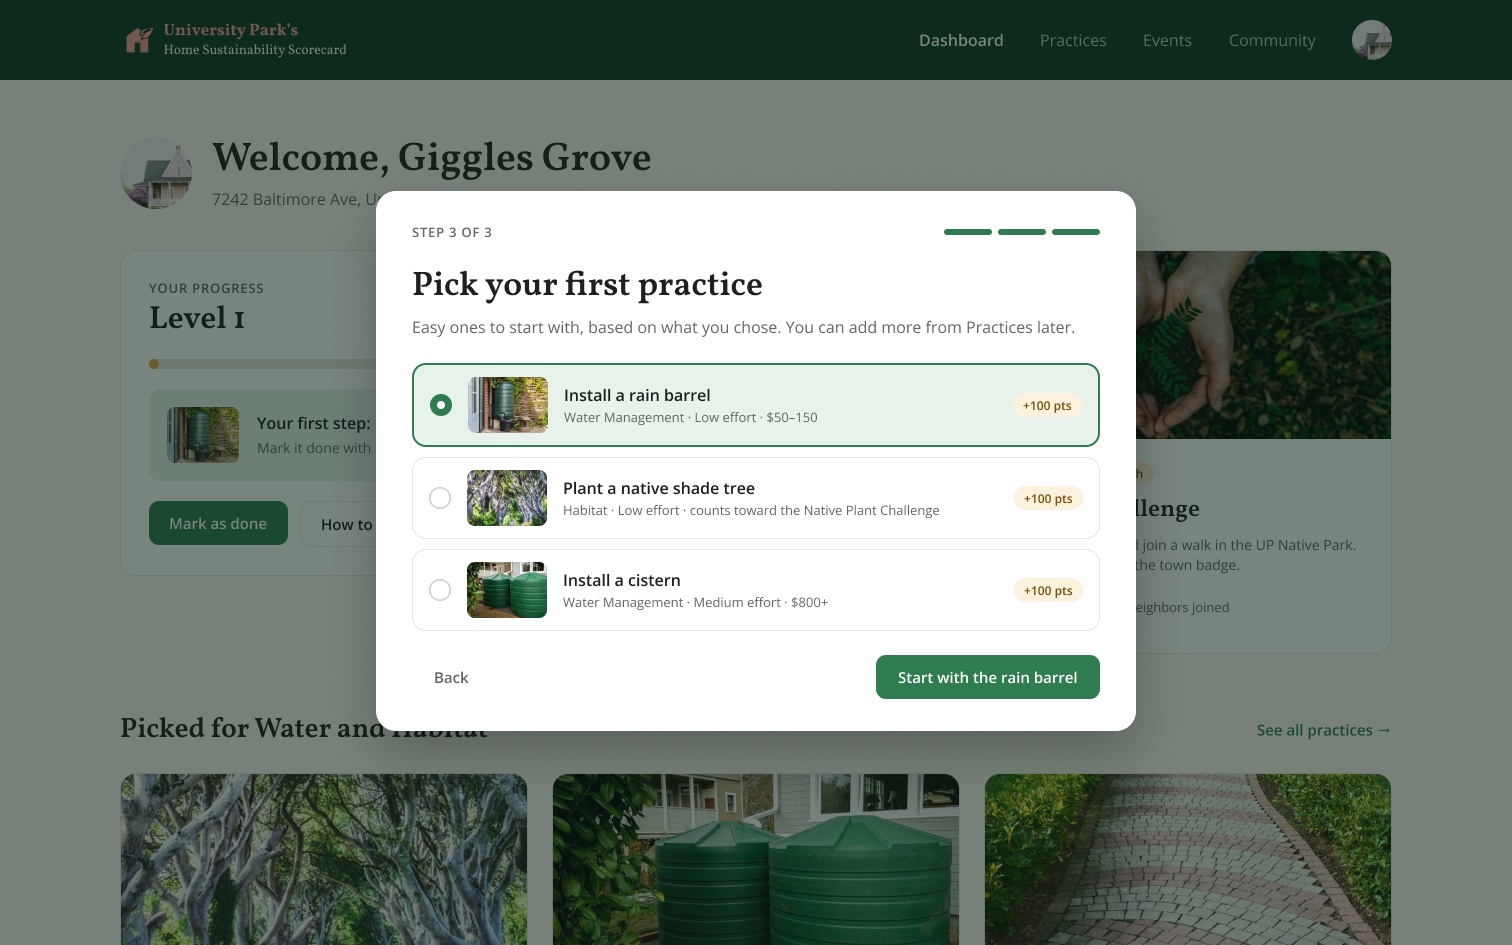 University Park's
Home Sustainability Scorecard
Dashboard
Practices
Events
Community
Welcome, Giggles Grove
7242 Baltimore Ave,
YOUR PROGRESS
Level 1
Your first step:
Mark it done with
Mark as done
How to
STEP 3 OF 3
Pick your first practice
Easy ones to start with, based on what you chose. You can add more from Practices later.
Install a rain barrel
Water Management · Low effort · $50–150
+100 pts
Plant a native shade tree
Habitat · Low effort · counts toward the Native Plant Challenge
+100 pts
Install a cistern
Water Management · Medium effort · $800+
+100 pts
Back
Start with the rain barrel
join a walk in the UP Native Park.
the town badge.
joined
Picked for Water and Habitat
See all practices →